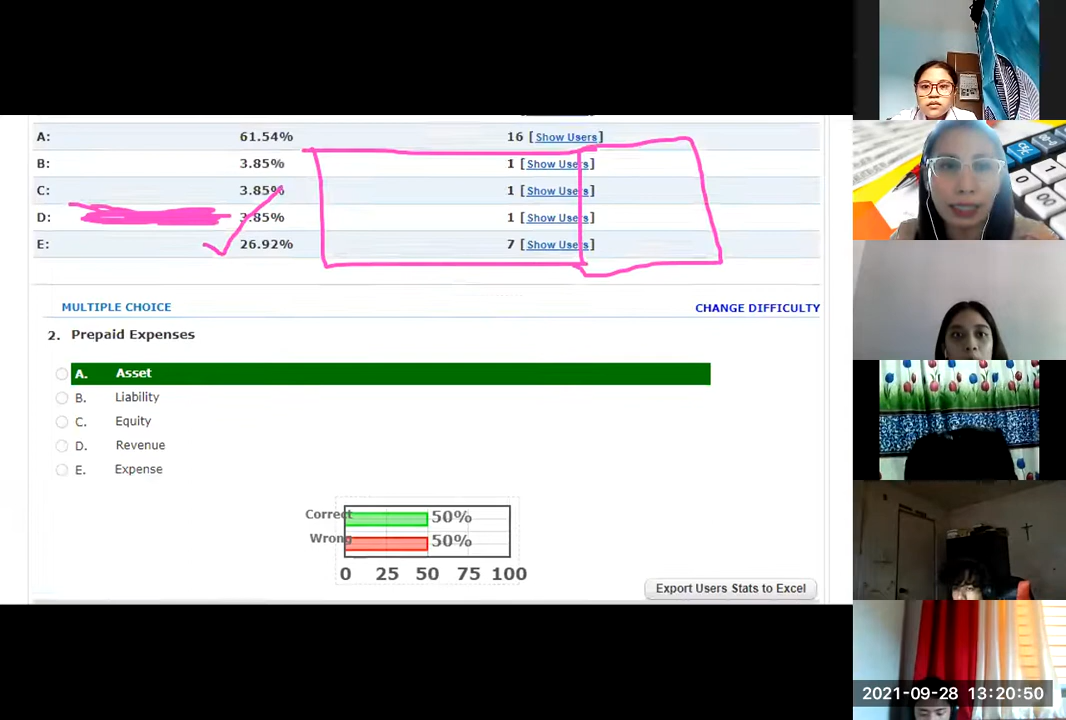 A: 61.54% 16 [Show Users]
B: 3.85% 1 [Show Users]
C: 3.85% 1 [Show Users]
D: 3.85% 1 [Show Users]
E: 26.92% 7 [Show Users]
MULTIPLE CHOICE CHANGE DIFFICULTY
2. Prepaid Expenses
A. Asset
B. Liability
C. Equity
D. Revenue
E. Expense
Correct 50%
Wrong 50%
0 25 50 75 100
Export Users Stats to Excel
2021-09-28 13:20:50